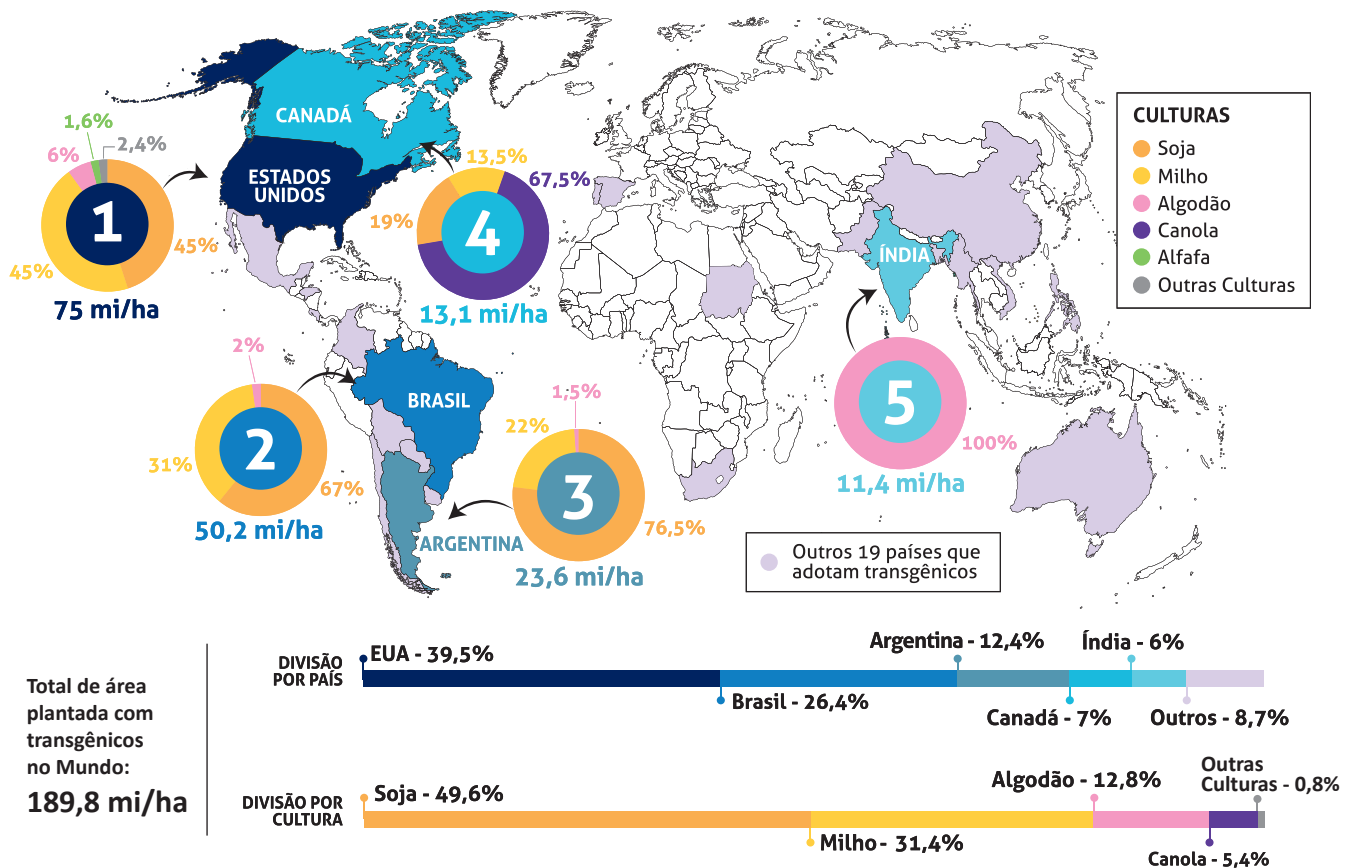 CANADÁ
ESTADOS
UNIDOS
1,6%
2,4%
6%
1
45%
45%
75 mi/ha
13,5%
67,5%
19%
4
13,1 mi/ha
CULTURAS
Soja
Milho
Algodão
Canola
Alfafa
Outras Culturas
ÍNDIA
2%
BRASIL
2
31%
67%
50,2 mi/ha
1,5%
22%
3
76,5%
ARGENTINA
23,6 mi/ha
5
100%
11,4 mi/ha
Outros 19 países que
adotam transgênicos
Total de área
plantada com
transgênicos
no Mundo:
189,8 mi/ha
DIVISÃO
POR PAÍS
EUA - 39,5%
Brasil - 26,4%
Argentina - 12,4%
Canadá - 7%
Índia - 6%
Outros - 8,7%
DIVISÃO POR
CULTURA
Soja - 49,6%
Milho - 31,4%
Algodão - 12,8%
Canola - 5,4%
Outras
Culturas - 0,8%